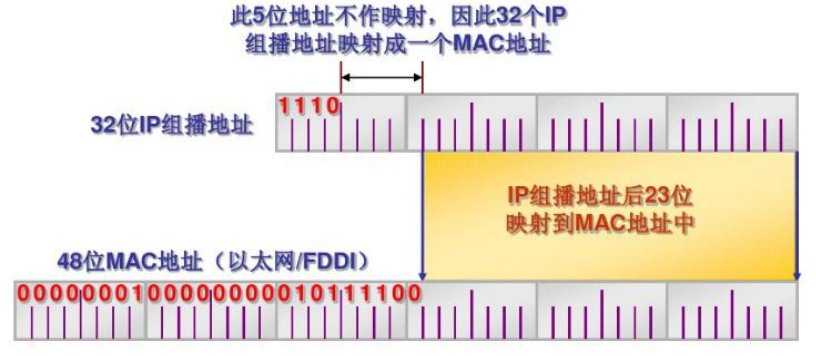 此5位地址不作映射，因此32个IP
组播地址映射成一个MAC地址
1110
32位IP组播地址
IP组播地址后23位
映射到MAC地址中
48位MAC地址（以太网/FDDI）
0000000100000000010111100